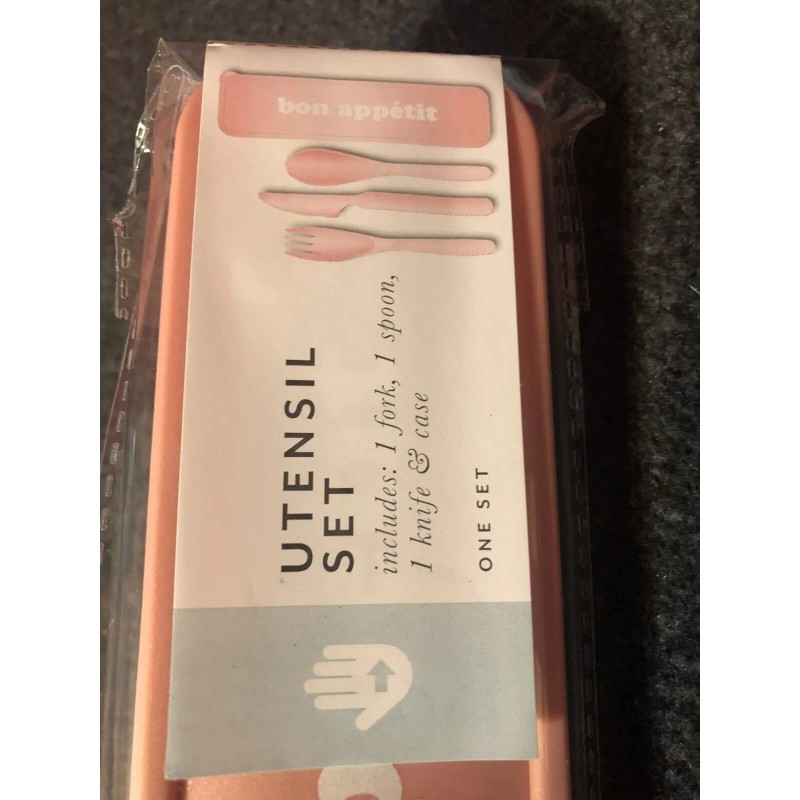 bon appétit
UTENSIL
SET
includes: 1 fork, 1 spoon,
1 knife & case
ONE SET